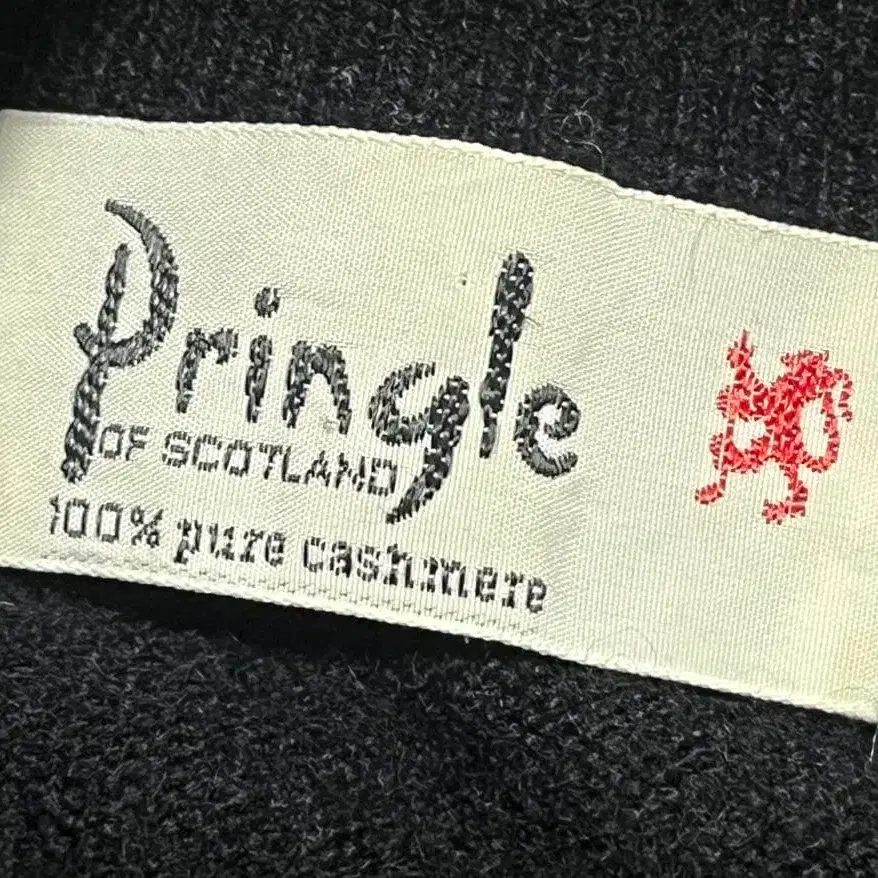 Pringle
OF SCOTLAND
100% pure cashmere